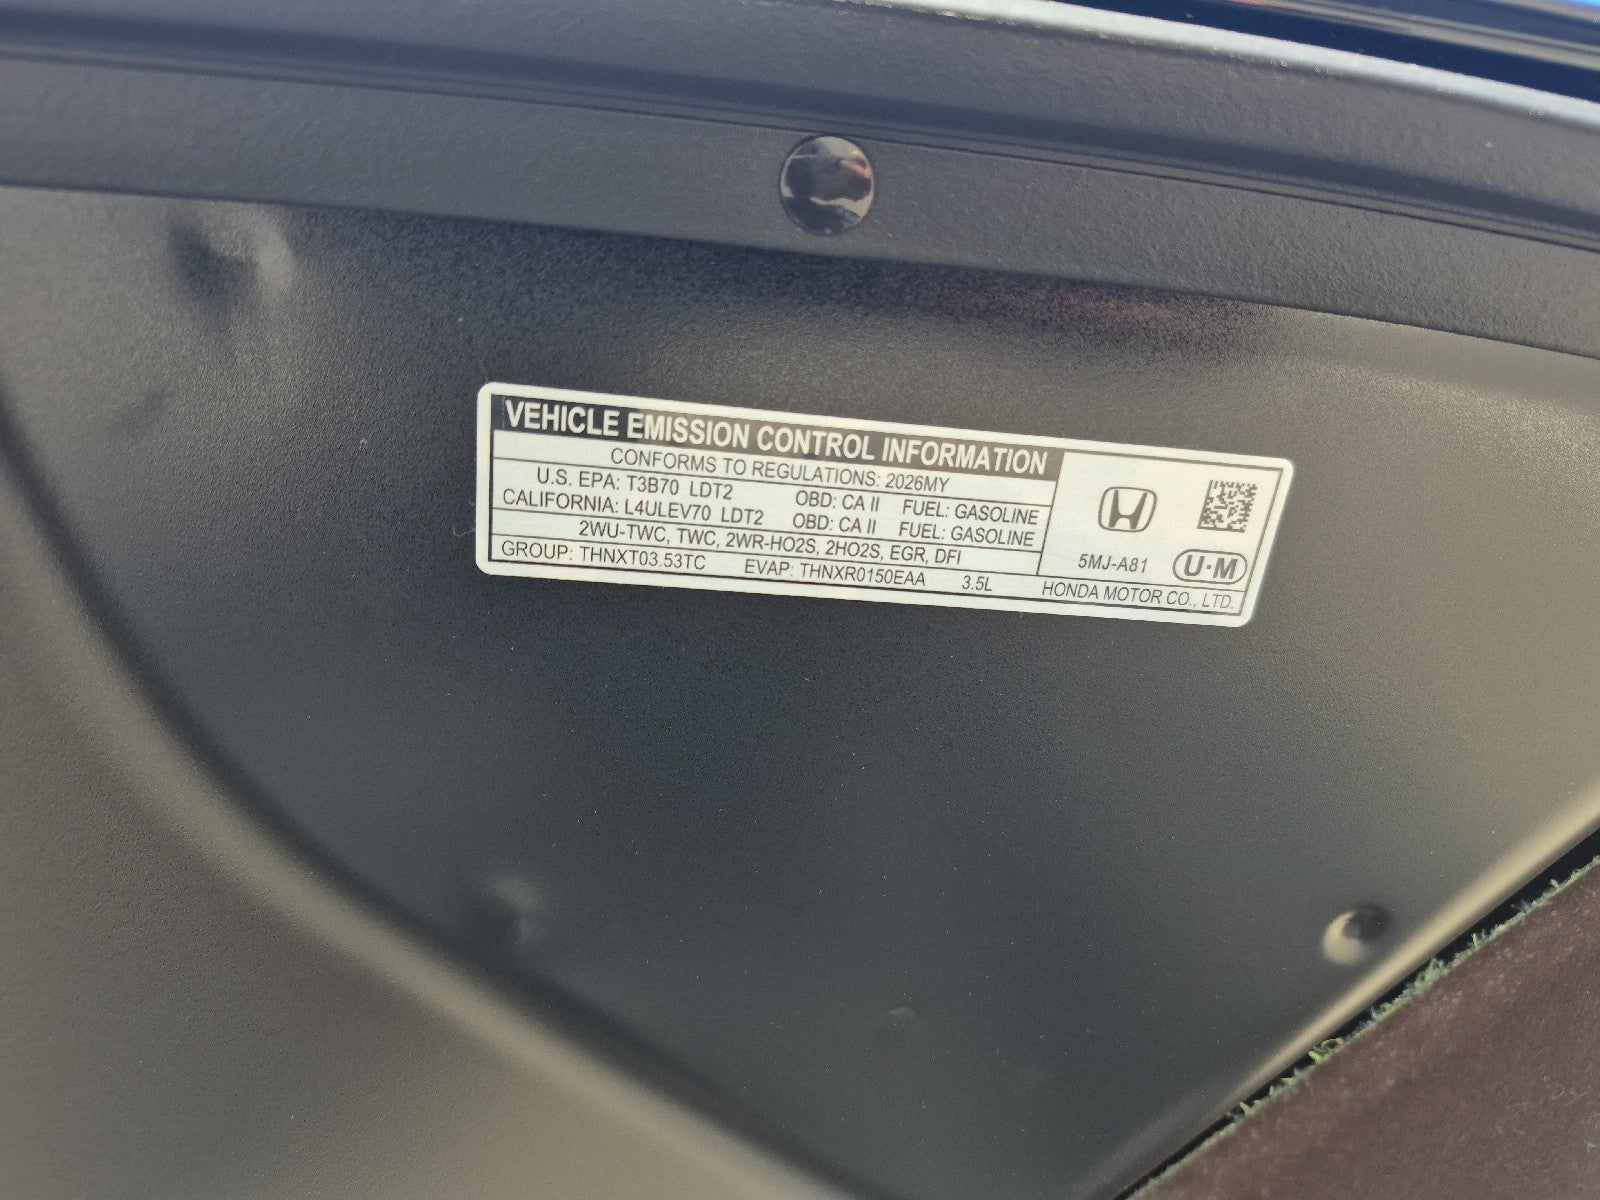 VEHICLE EMISSION CONTROL INFORMATION
CONFORMS TO REGULATIONS: 2026MY
U.S. EPA: T3B70 LDT2 OBD: CA II FUEL: GASOLINE
CALIFORNIA: L4ULEV70 LDT2 OBD: CA II FUEL: GASOLINE
2WU-TWC, TWC, 2WR-HO2S, 2HO2S, EGR, DFI
GROUP: THNXT03.53TC EVAP: THNXR0150EAA 3.5L
5MJ-A81 U·M
HONDA MOTOR CO., LTD.